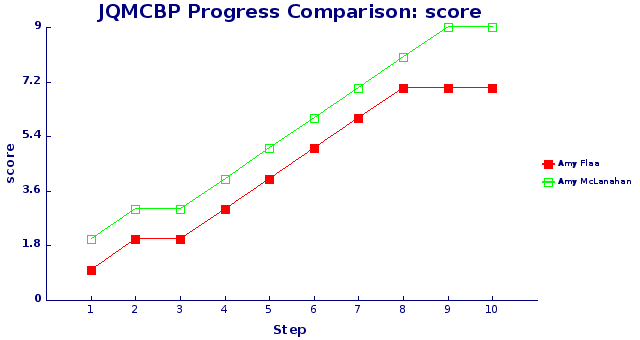 JQMCBP Progress Comparison: score
9
7.2
5.4
3.6
1.8
0
score
1 2 3 4 5 6 7 8 9 10
Step
Amy Flaa
Amy McLanahan